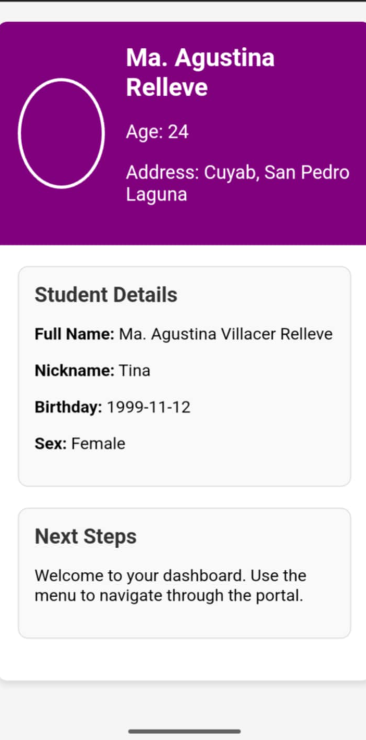 Ma. Agustina
Relleve
Age: 24
Address: Cuyab, San Pedro
Laguna
Student Details
Full Name: Ma. Agustina Villacer Relleve
Nickname: Tina
Birthday: 1999-11-12
Sex: Female
Next Steps
Welcome to your dashboard. Use the
menu to navigate through the portal.